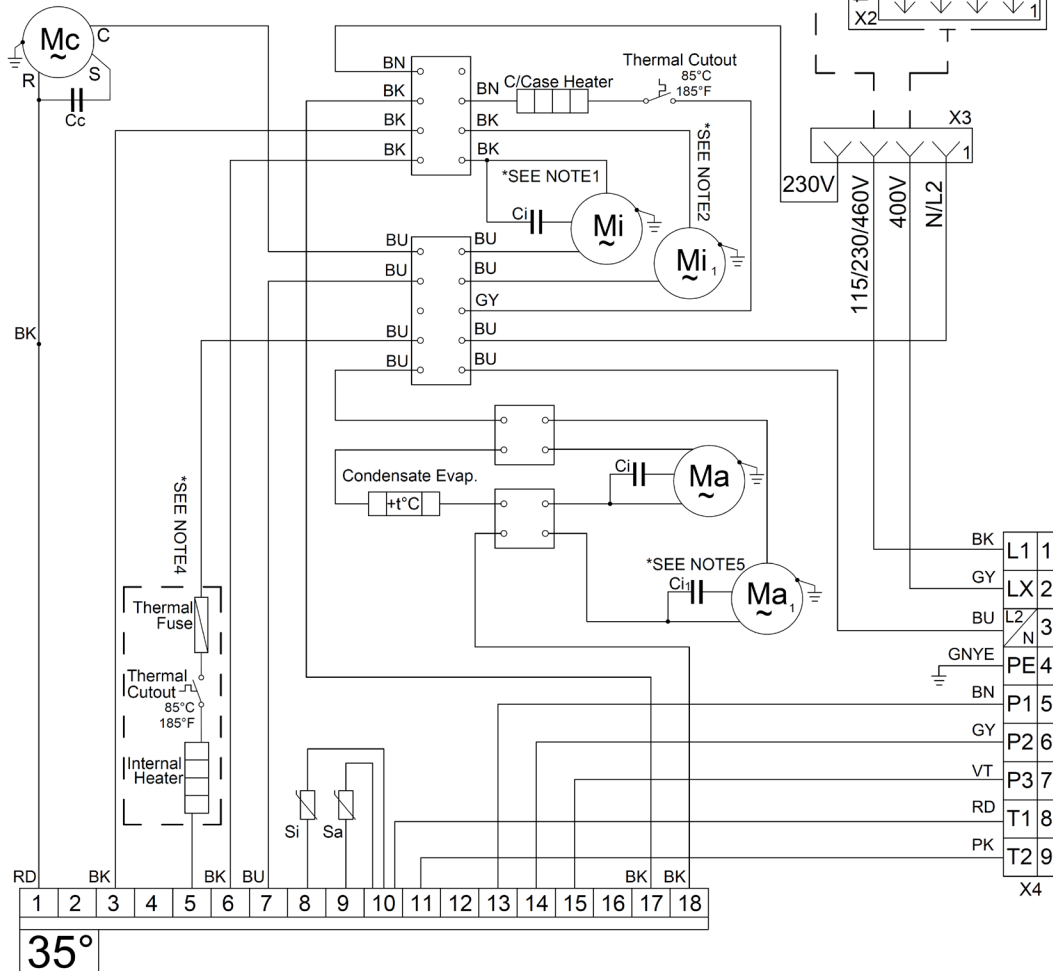 X2
1
Mc
~
C
S
R
Cc
BN
BK
BN
C/Case Heater
Thermal Cutout
85°C
185°F
BK
BK
BK
BK
*SEE NOTE1
*SEE NOTE2
Ci
Mi
~
Mi 1
~
X3
1
230V
115/230/460V
400V
N/L2
BU
BU
BU
BU
GY
BU
BU
BU
BU
BK
Ci
Ma
~
Condensate Evap.
+t°C
*SEE NOTE5
Ci1
Ma 1
~
*SEE NOTE4
Thermal
Fuse
Thermal
Cutout
85°C
185°F
Internal
Heater
Si
Sa
BK L1 1
GY LX 2
BU L2/N 3
GNYE PE 4
BN P1 5
GY P2 6
VT P3 7
RD T1 8
PK T2 9
X4
RD BK BK BU BK BK
1 2 3 4 5 6 7 8 9 10 11 12 13 14 15 16 17 18
35°